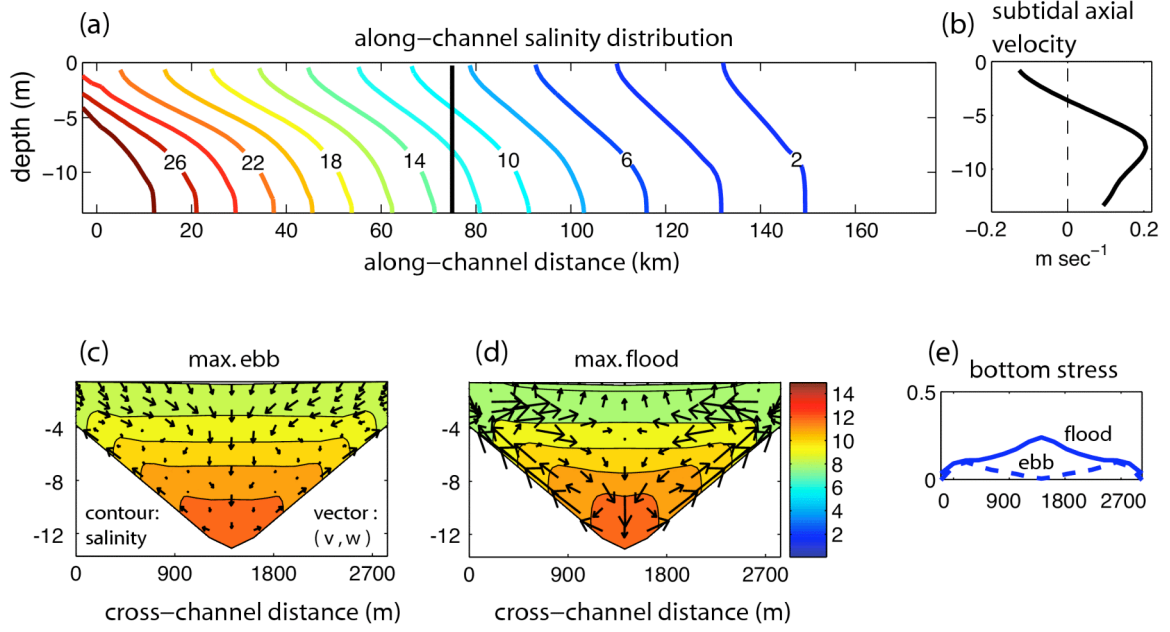 (a)
along−channel salinity distribution
0
−5
−10
depth (m)
26 22 18 14 10 6 2
0 20 40 60 80 100 120 140 160
along−channel distance (km)
(b)
subtidal axial
velocity
0
−5
−10
−0.2 0 0.2
m sec⁻¹
(c)
max. ebb
-4
-8
-12
contour:
salinity
vector :
( v , w )
0 900 1800 2700
cross−channel distance (m)
(d)
max. flood
-4
-8
-12
0 900 1800 2700
cross−channel distance (m)
14
12
10
8
6
4
2
(e)
bottom stress
0.5
0
flood
ebb
0 900 1800 2700